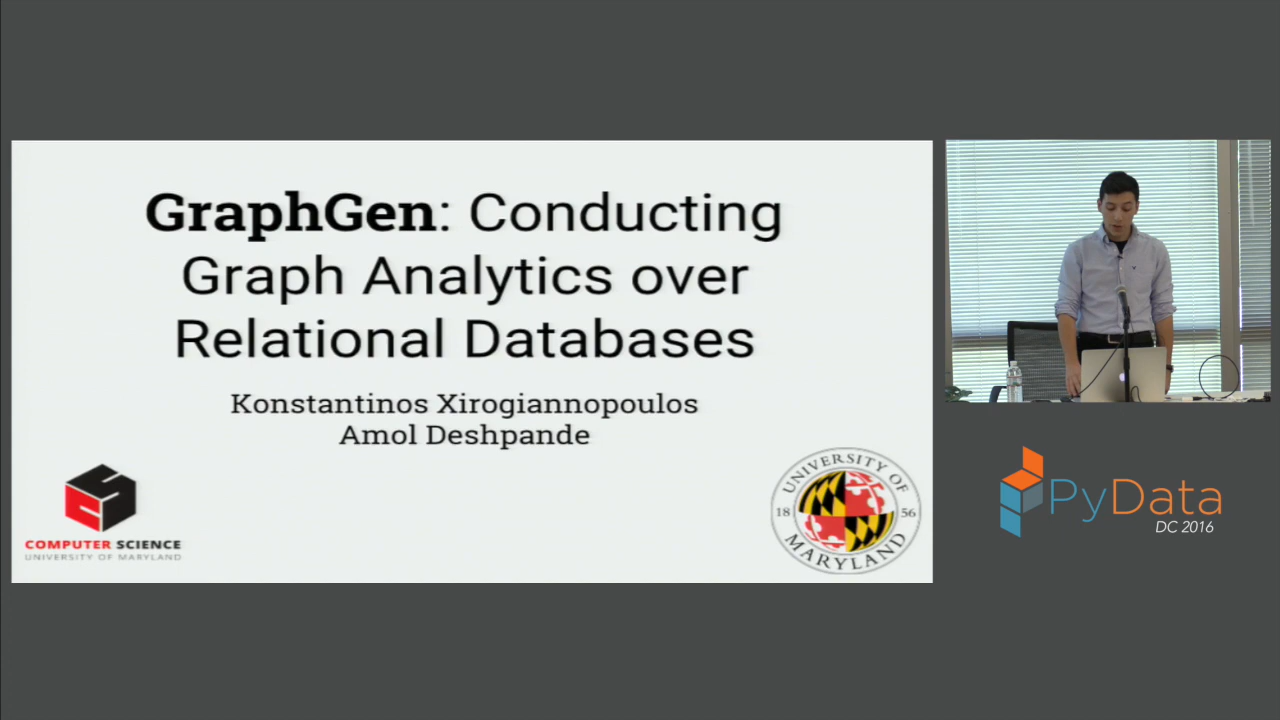 GraphGen: Conducting
Graph Analytics over
Relational Databases
Konstantinos Xirogiannopoulos
Amol Deshpande
COMPUTER SCIENCE
UNIVERSITY OF MARYLAND
UNIVERSITY OF
18 56
MARYLAND
PyData
DC 2016